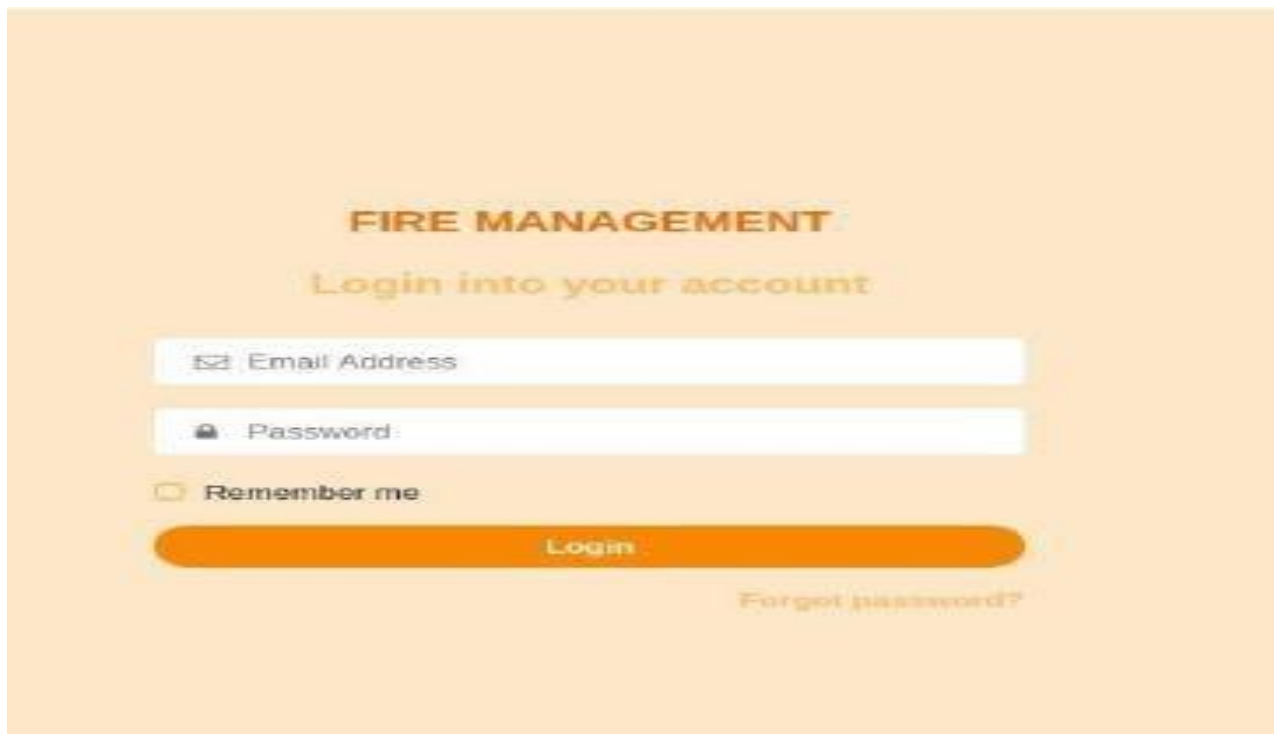 FIRE MANAGEMENT
Login into your account
Email Address
Password
Remember me
Login
Forgot password?